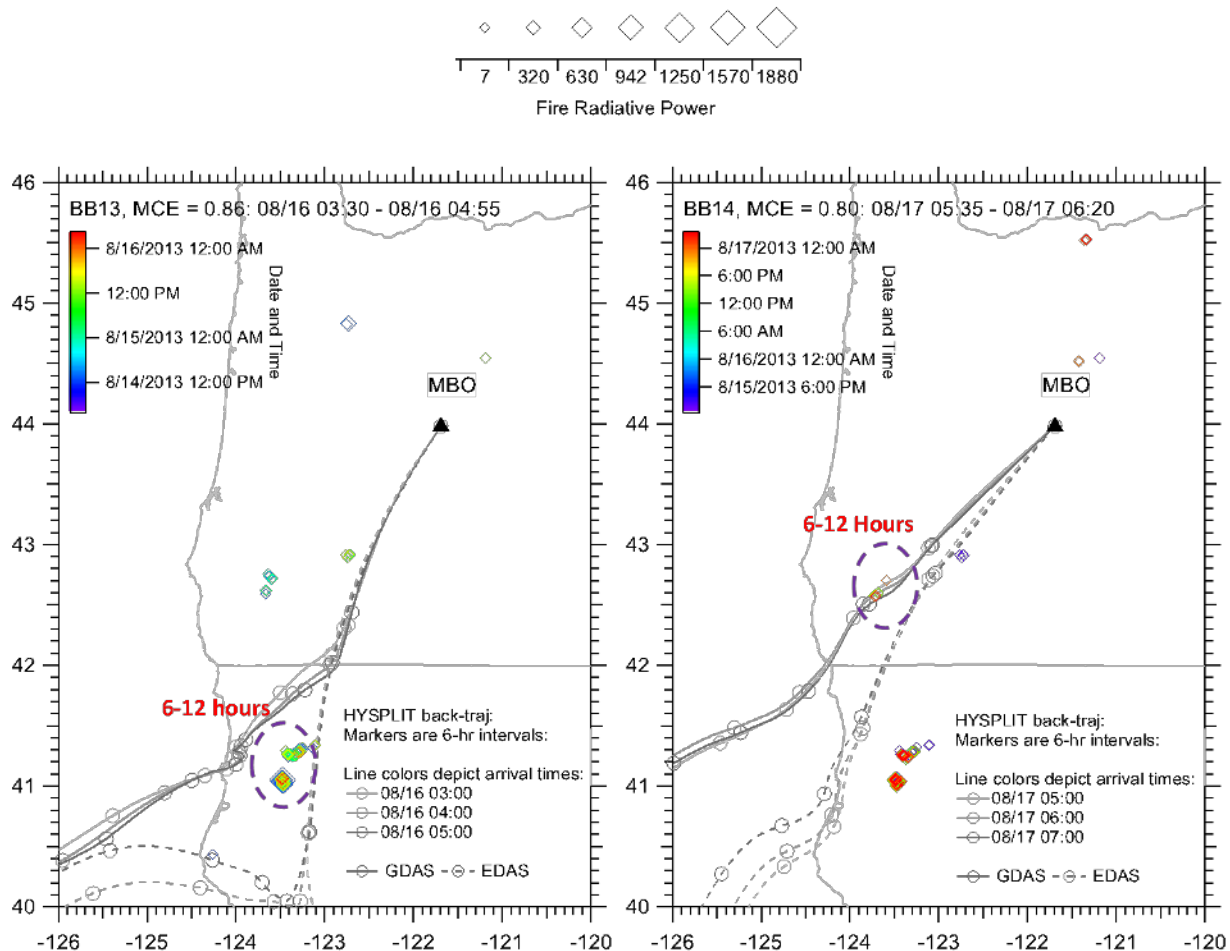 7 320 630 942 1250 1570 1880
Fire Radiative Power
BB13, MCE = 0.86: 08/16 03:30 - 08/16 04:55
8/16/2013 12:00 AM
12:00 PM
8/15/2013 12:00 AM
8/14/2013 12:00 PM
Date and Time
MBO
6-12 hours
HYSPLIT back-traj:
Markers are 6-hr intervals:
Line colors depict arrival times:
08/16 03:00
08/16 04:00
08/16 05:00
GDAS EDAS
46
45
44
43
42
41
40
-126 -125 -124 -123 -122 -121 -120
BB14, MCE = 0.80: 08/17 05:35 - 08/17 06:20
8/17/2013 12:00 AM
6:00 PM
12:00 PM
6:00 AM
8/16/2013 12:00 AM
8/15/2013 6:00 PM
Date and Time
MBO
6-12 Hours
HYSPLIT back-traj:
Markers are 6-hr intervals:
Line colors depict arrival times:
08/17 05:00
08/17 06:00
08/17 07:00
GDAS EDAS
46
45
44
43
42
41
40
-126 -125 -124 -123 -122 -121 -120